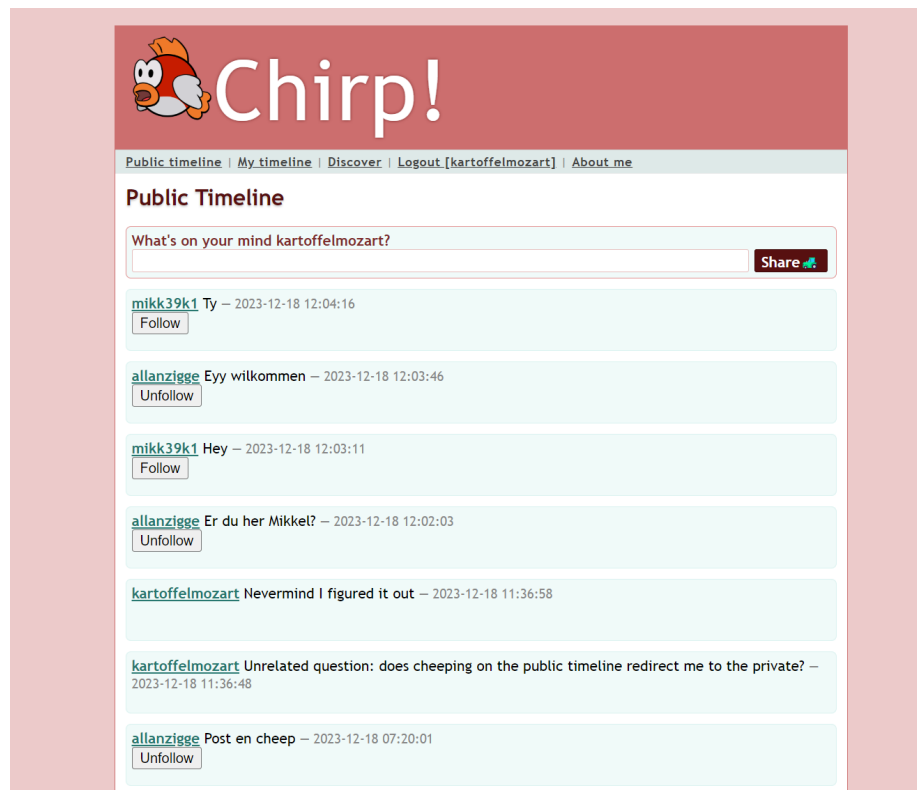 Chirp!
Public timeline | My timeline | Discover | Logout [kartoffelmozart] | About me
Public Timeline
What's on your mind kartoffelmozart?
Share
mikk39k1 Ty — 2023-12-18 12:04:16
Follow
allanzigge Eyy wilkommen — 2023-12-18 12:03:46
Unfollow
mikk39k1 Hey — 2023-12-18 12:03:11
Follow
allanzigge Er du her Mikkel? — 2023-12-18 12:02:03
Unfollow
kartoffelmozart Nevermind I figured it out — 2023-12-18 11:36:58
kartoffelmozart Unrelated question: does cheeping on the public timeline redirect me to the private? —
2023-12-18 11:36:48
allanzigge Post en cheep — 2023-12-18 07:20:01
Unfollow